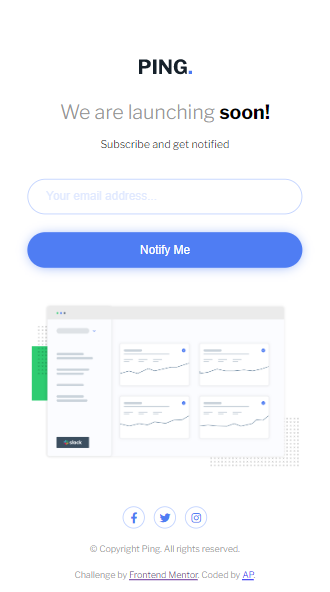 PING.
We are launching soon!
Subscribe and get notified
Your email address...
Notify Me
slack
© Copyright Ping. All rights reserved.
Challenge by Frontend Mentor. Coded by AP.